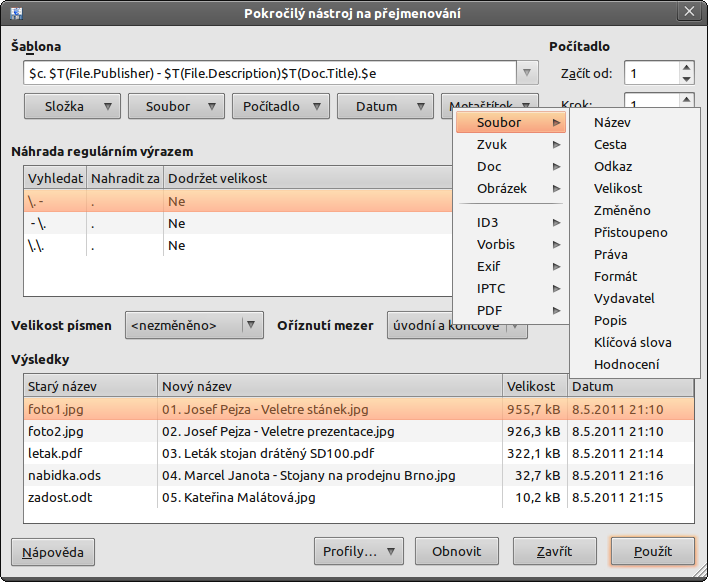 Pokročilý nástroj na přejmenování
Šablona
Počítadlo
$c. $T(File.Publisher) - $T(File.Description)$T(Doc.Title).$e
Začít od: 1
Složka Soubor Počítadlo Datum Metaštítek
Krok: 1
Soubor
Zvuk
Doc
Obrázek
ID3
Vorbis
Exif
IPTC
PDF
Název
Cesta
Odkaz
Velikost
Změněno
Přistoupeno
Práva
Formát
Vydavatel
Popis
Klíčová slova
Hodnocení
Náhrada regulárním výrazem
Vyhledat Nahradit za Dodržet velikost
\. - . Ne
- \. . Ne
\.\. . Ne
Velikost písmen <nezměněno> Oříznutí mezer úvodní a koncové
Výsledky
Starý název Nový název Velikost Datum
foto1.jpg 01. Josef Pejza - Veletre stánek.jpg 955,7 kB 8.5.2011 21:10
foto2.jpg 02. Josef Pejza - Veletre prezentace.jpg 926,3 kB 8.5.2011 21:10
letak.pdf 03. Leták stojan drátěný SD100.pdf 322,1 kB 8.5.2011 21:14
nabidka.ods 04. Marcel Janota - Stojany na prodejnu Brno.jpg 32,7 kB 8.5.2011 21:16
zadost.odt 05. Kateřina Malátová.jpg 10,2 kB 8.5.2011 21:15
Nápověda Profily... Obnovit Zavřít Použít